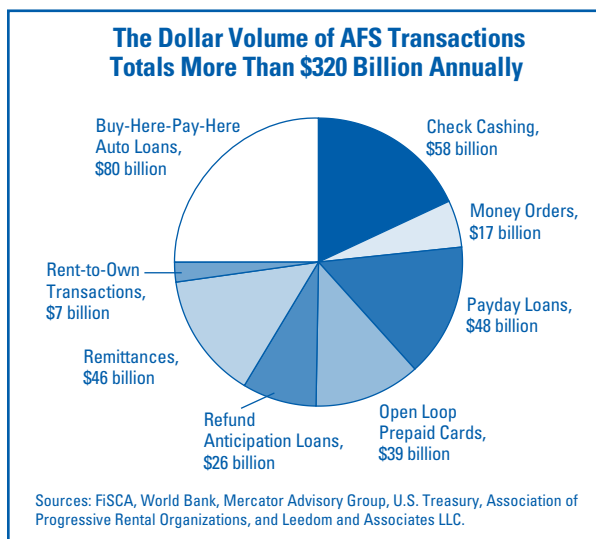 The Dollar Volume of AFS Transactions
Totals More Than $320 Billion Annually
Buy-Here-Pay-Here
Auto Loans,
$80 billion
Check Cashing,
$58 billion
Money Orders,
$17 billion
Rent-to-Own
Transactions,
$7 billion
Payday Loans,
$48 billion
Remittances,
$46 billion
Refund
Anticipation Loans,
$26 billion
Open Loop
Prepaid Cards,
$39 billion
Sources: FiSCA, World Bank, Mercator Advisory Group, U.S. Treasury, Association of
Progressive Rental Organizations, and Leedom and Associates LLC.